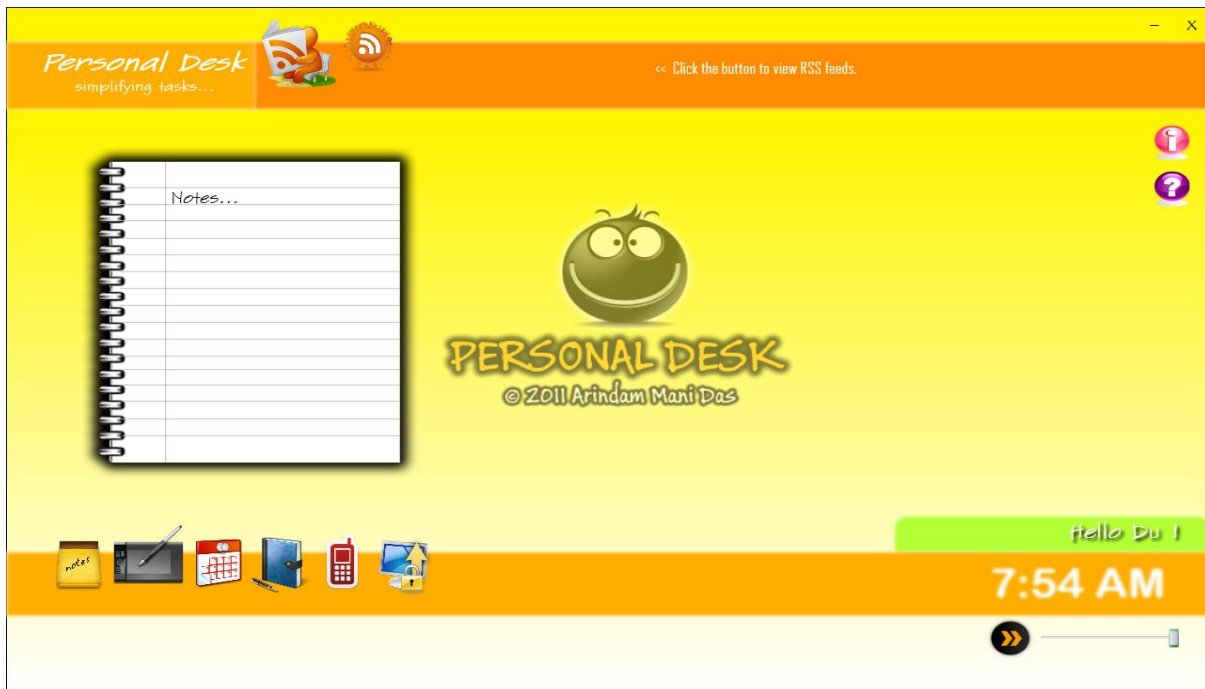 – X
Personal Desk
simplifying tasks...
<< Click the button to view RSS feeds.
i
?
Notes...
PERSONAL DESK
© 2011 Arindam Mani Das
Hello Du !
notes
7:54 AM